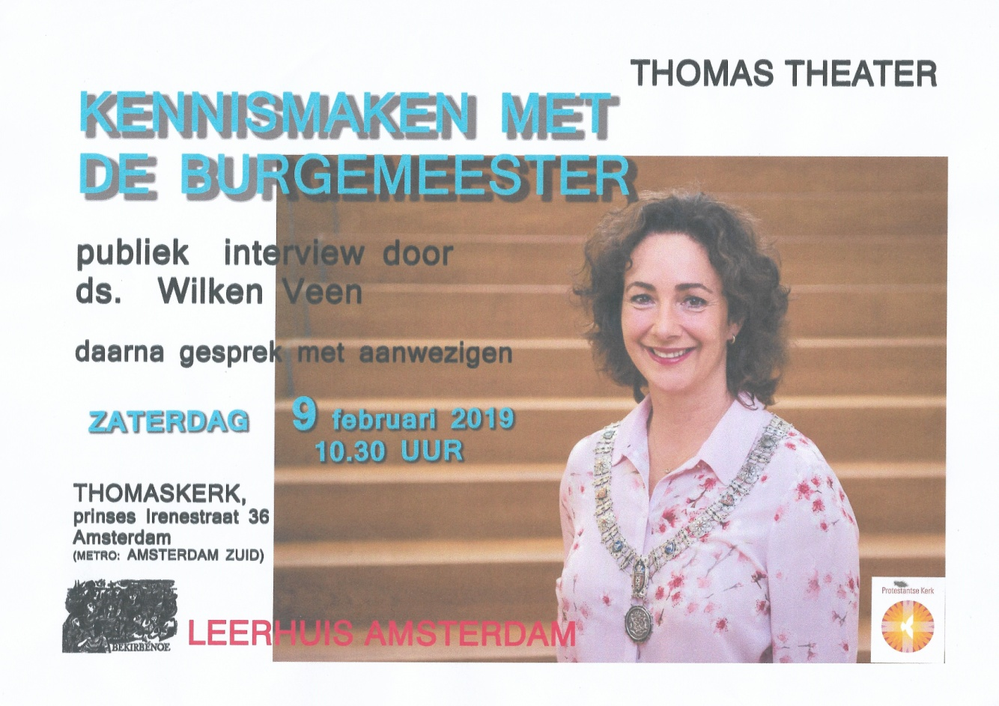 THOMAS THEATER
KENNISMAKEN MET
DE BURGEMEESTER
publiek interview door
ds. Wilken Veen
daarna gesprek met aanwezigen
ZATERDAG 9 februari 2019
10.30 UUR
THOMASKERK,
prinses Irenestraat 36
Amsterdam
(METRO: AMSTERDAM ZUID)
BEKIRBENOE
LEERHUIS AMSTERDAM
Protestantse Kerk